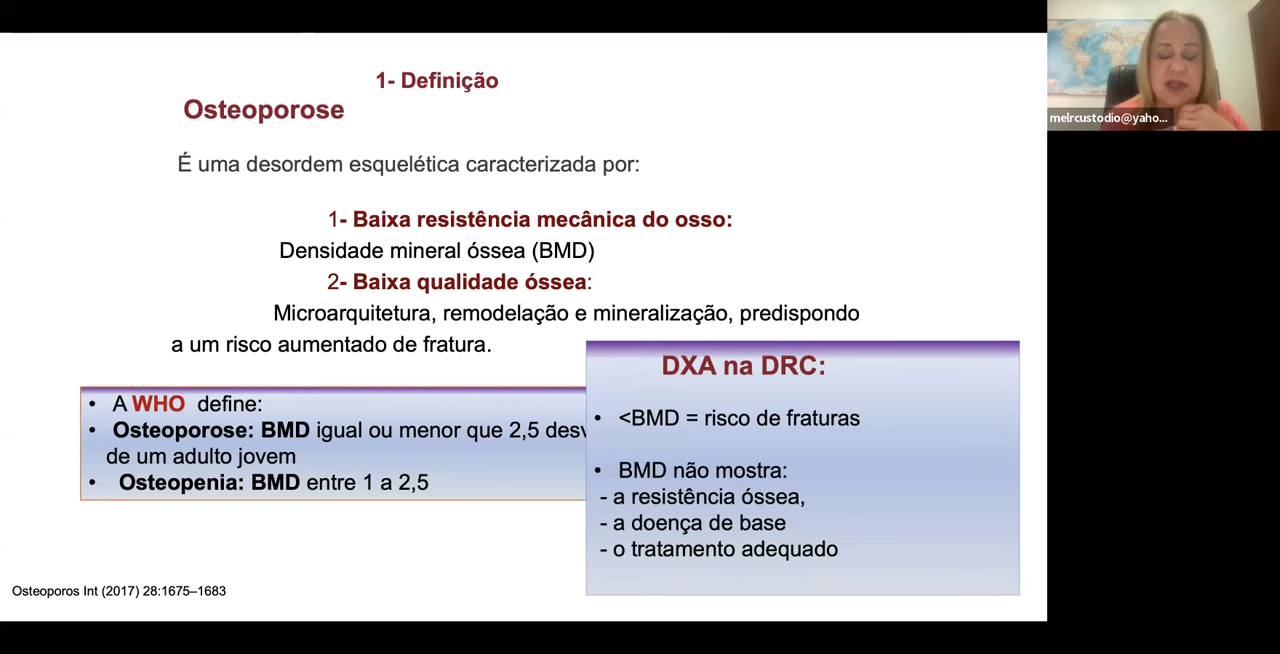 1- Definição
Osteoporose
É uma desordem esquelética caracterizada por:
1- Baixa resistência mecânica do osso:
Densidade mineral óssea (BMD)
2- Baixa qualidade óssea:
Microarquitetura, remodelação e mineralização, predispondo
a um risco aumentado de fratura.
• A WHO define:
• Osteoporose: BMD igual ou menor que 2,5
de um adulto jovem
• Osteopenia: BMD entre 1 a 2,5
DXA na DRC:
• <BMD = risco de fraturas
• BMD não mostra:
- a resistência óssea,
- a doença de base
- o tratamento adequado
Osteoporos Int (2017) 28:1675–1683
melrcustodio@yaho...